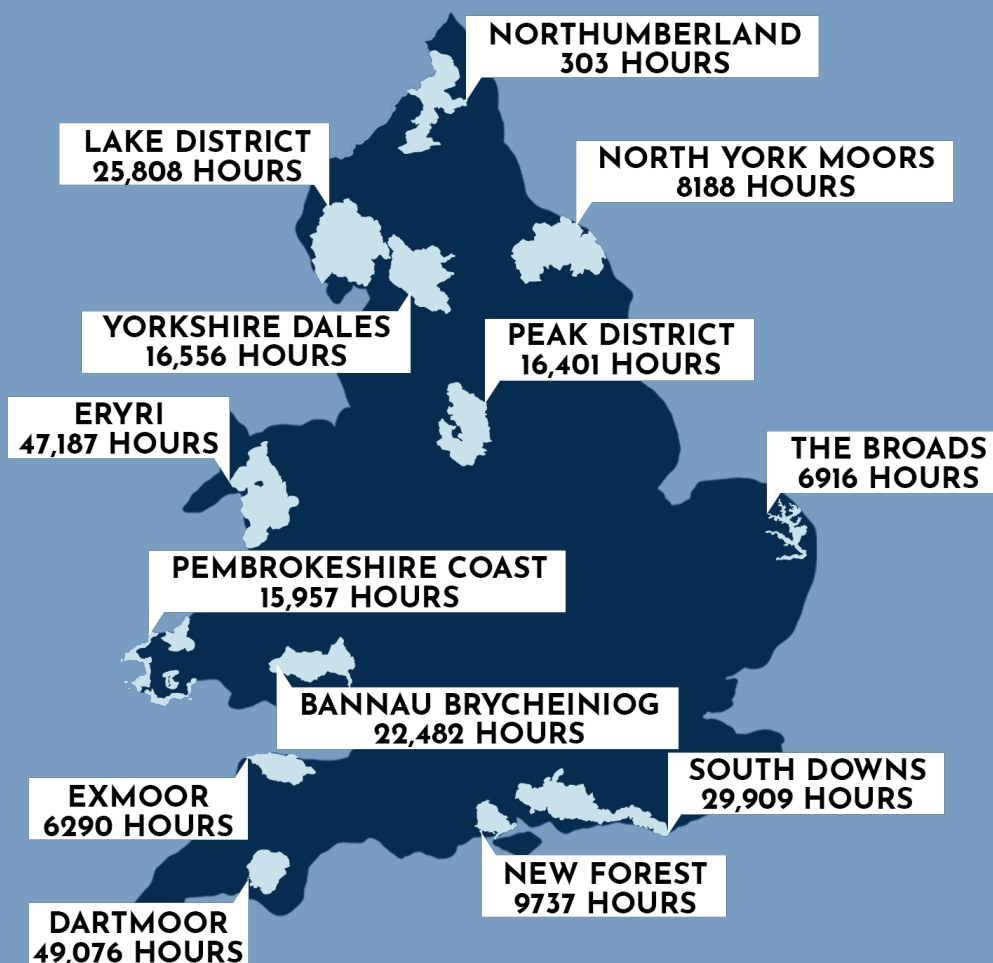 NORTHUMBERLAND
303 HOURS
LAKE DISTRICT
25,808 HOURS
NORTH YORK MOORS
8188 HOURS
YORKSHIRE DALES
16,556 HOURS
PEAK DISTRICT
16,401 HOURS
ERYRI
47,187 HOURS
THE BROADS
6916 HOURS
PEMBROKESHIRE COAST
15,957 HOURS
BANNAU BRYCHEINIOG
22,482 HOURS
SOUTH DOWNS
29,909 HOURS
EXMOOR
6290 HOURS
NEW FOREST
9737 HOURS
DARTMOOR
49,076 HOURS